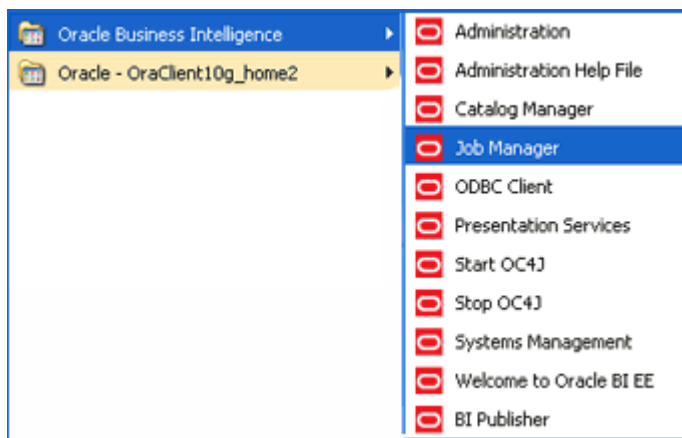 Oracle Business Intelligence
Oracle - OraClient10g_home2
Administration
Administration Help File
Catalog Manager
Job Manager
ODBC Client
Presentation Services
Start OC4J
Stop OC4J
Systems Management
Welcome to Oracle BI EE
BI Publisher